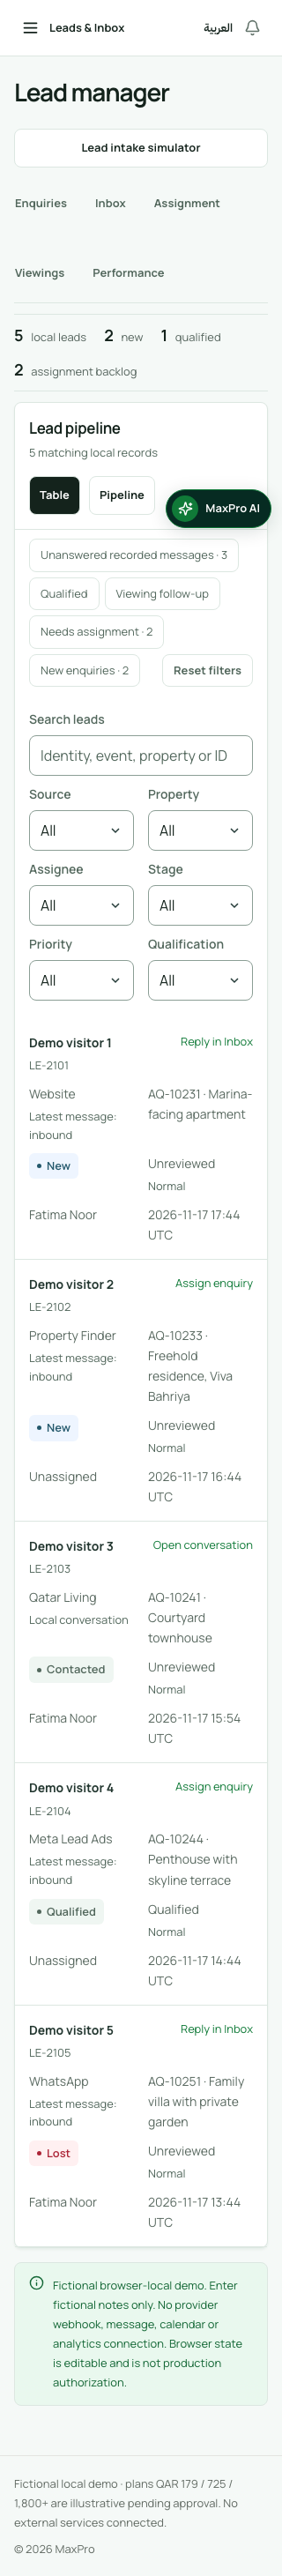 Leads & Inbox
العربية
Lead manager
Lead intake simulator
Enquiries Inbox Assignment
Viewings Performance
5 local leads 2 new 1 qualified
2 assignment backlog
Lead pipeline
5 matching local records
Table Pipeline
MaxPro AI
Unanswered recorded messages · 3
Qualified Viewing follow-up
Needs assignment · 2
New enquiries · 2 Reset filters
Search leads
Identity, event, property or ID
Source Property
All All
Assignee Stage
All All
Priority Qualification
All All
Demo visitor 1 Reply in Inbox
LE-2101
Website
Latest message:
inbound
AQ-10231 · Marina-
facing apartment
New
Unreviewed
Normal
Fatima Noor
2026-11-17 17:44
UTC
Demo visitor 2 Assign enquiry
LE-2102
Property Finder
Latest message:
inbound
AQ-10233 ·
Freehold
residence, Viva
Bahriya
New
Unreviewed
Normal
Unassigned
2026-11-17 16:44
UTC
Demo visitor 3 Open conversation
LE-2103
Qatar Living
Local conversation
AQ-10241 ·
Courtyard
townhouse
Contacted
Unreviewed
Normal
Fatima Noor
2026-11-17 15:54
UTC
Demo visitor 4 Assign enquiry
LE-2104
Meta Lead Ads
Latest message:
inbound
AQ-10244 ·
Penthouse with
skyline terrace
Qualified
Qualified
Normal
Unassigned
2026-11-17 14:44
UTC
Demo visitor 5 Reply in Inbox
LE-2105
WhatsApp
Latest message:
inbound
AQ-10251 · Family
villa with private
garden
Lost
Unreviewed
Normal
Fatima Noor
2026-11-17 13:44
UTC
Fictional browser-local demo. Enter
fictional notes only. No provider
webhook, message, calendar or
analytics connection. Browser state
is editable and is not production
authorization.
Fictional local demo · plans QAR 179 / 725 /
1,800+ are illustrative pending approval. No
external services connected.
© 2026 MaxPro